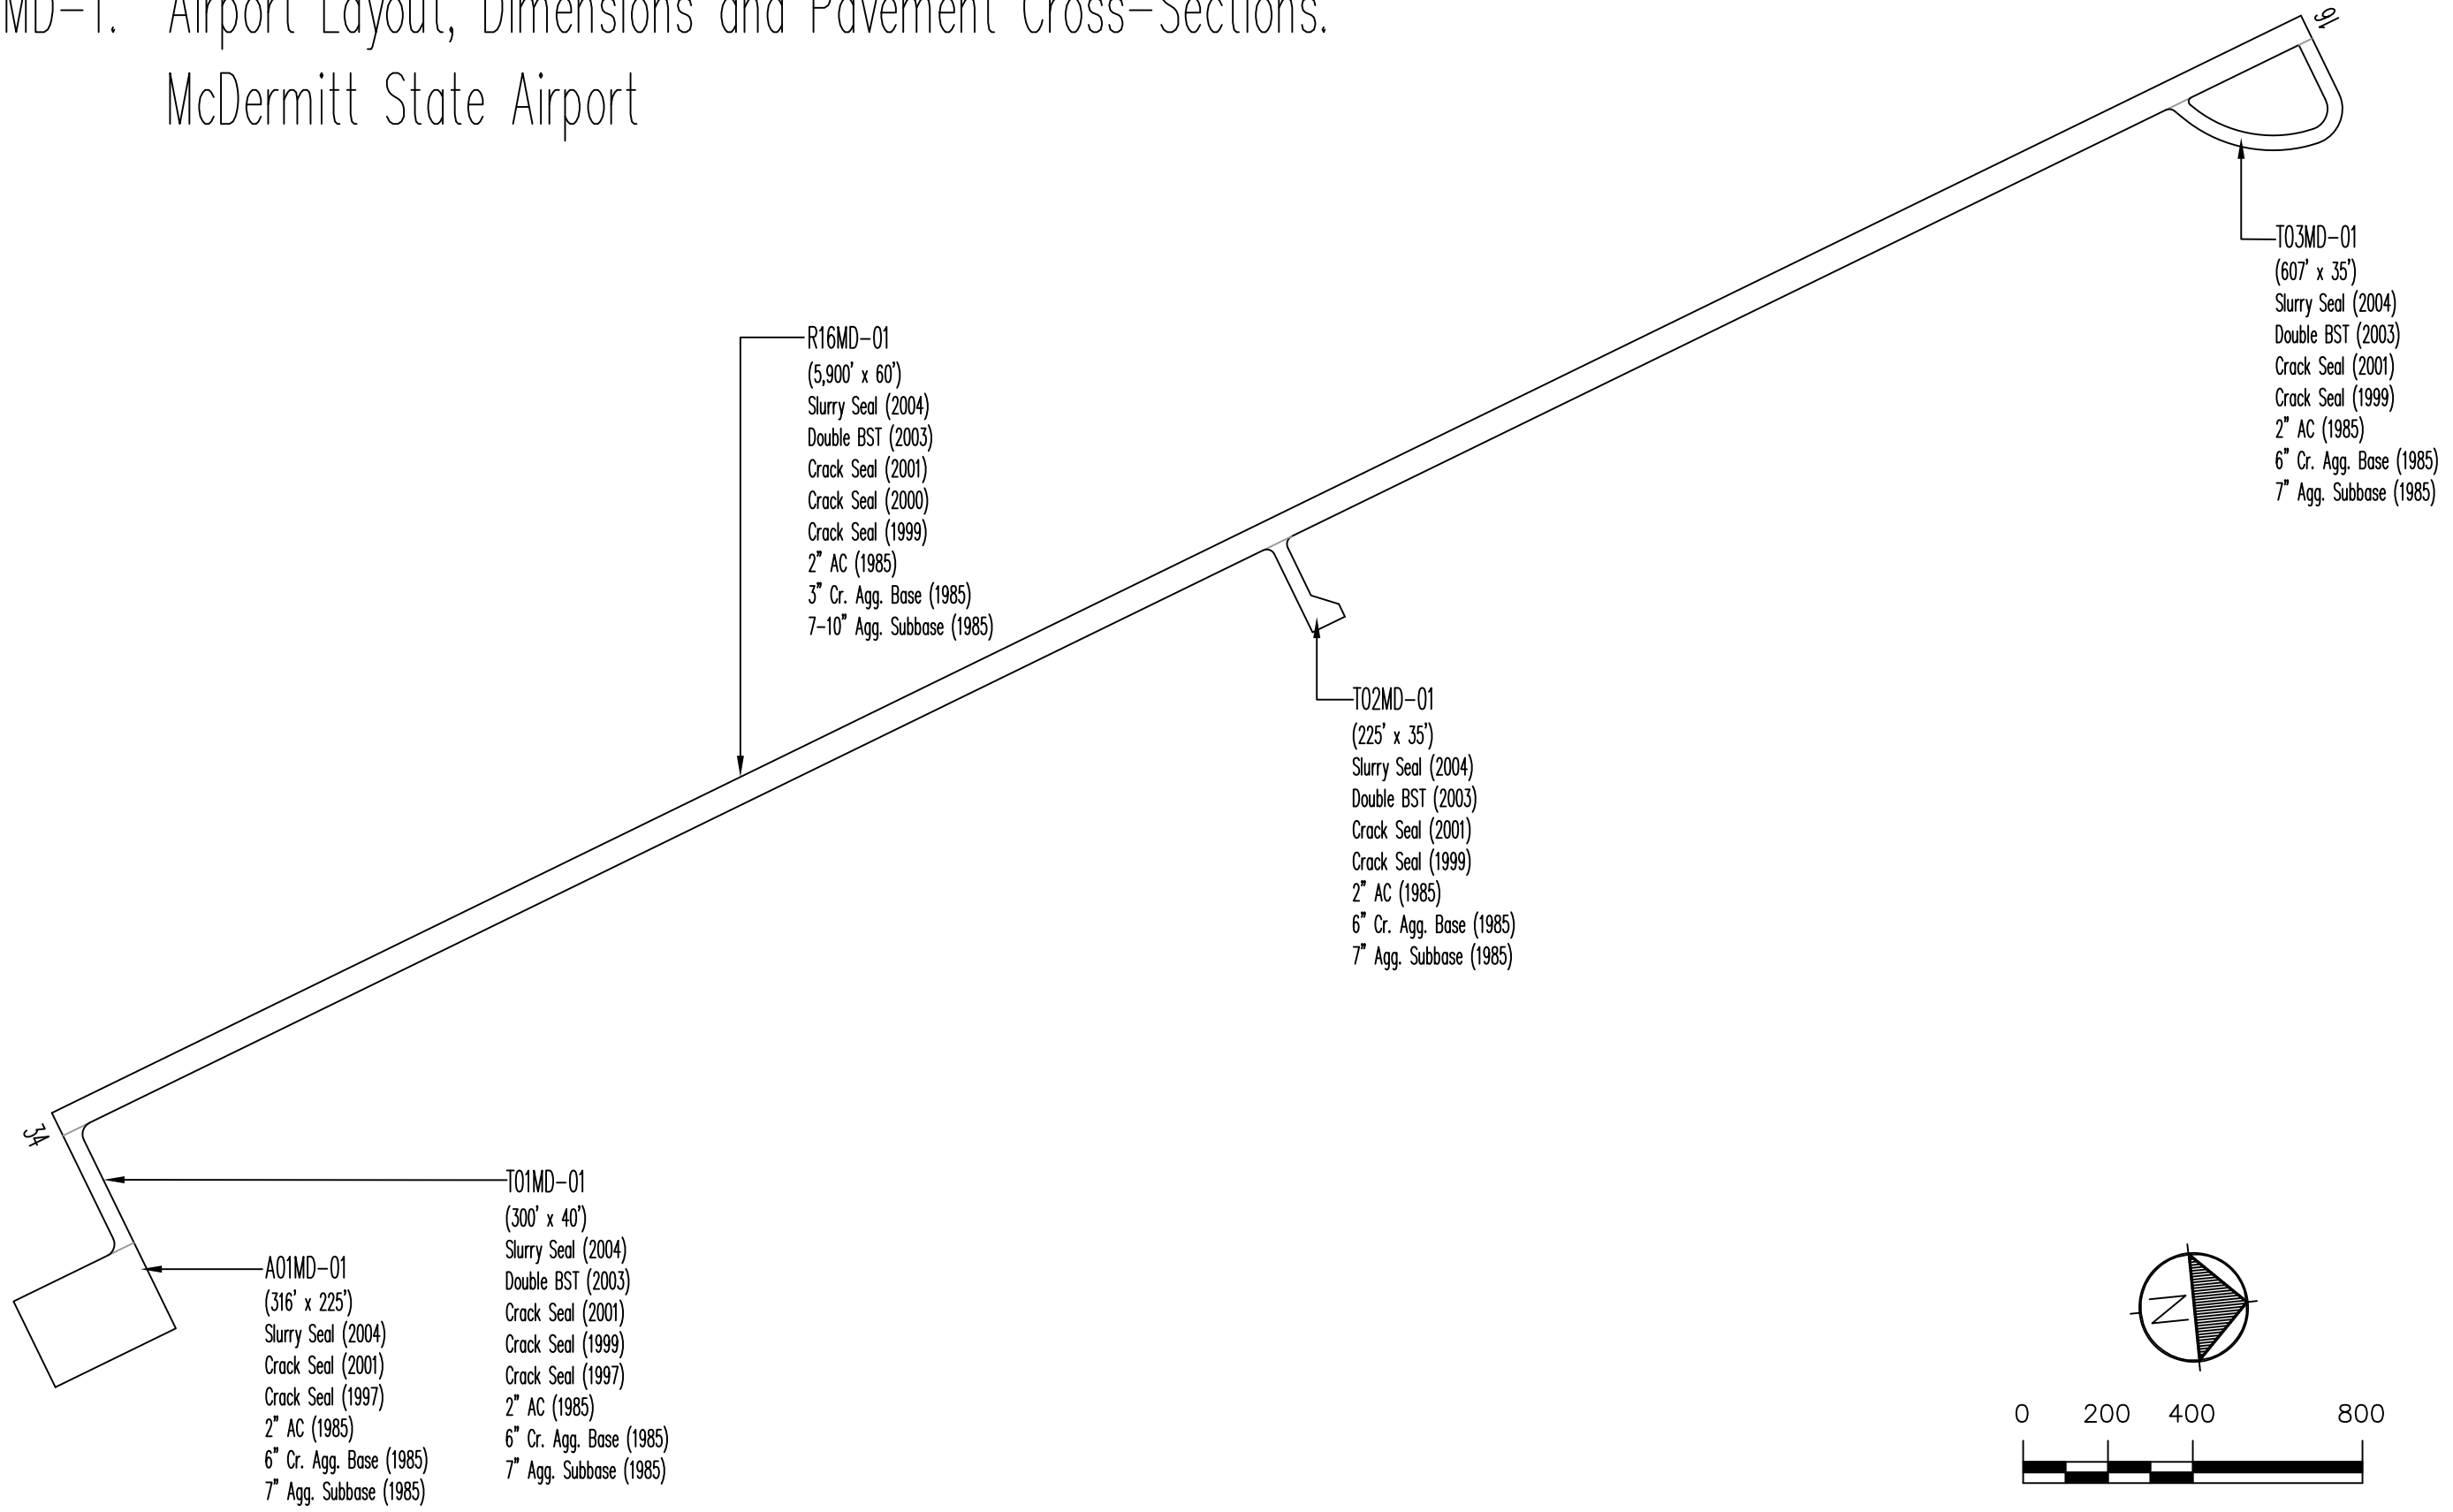 MD-1. Airport Layout, Dimensions and Pavement Cross-Sections.
McDermitt State Airport
16
T03MD-01
(607' x 35')
Slurry Seal (2004)
Double BST (2003)
Crack Seal (2001)
Crack Seal (1999)
2" AC (1985)
6" Cr. Agg. Base (1985)
7" Agg. Subbase (1985)
R16MD-01
(5,900' x 60')
Slurry Seal (2004)
Double BST (2003)
Crack Seal (2001)
Crack Seal (2000)
Crack Seal (1999)
2" AC (1985)
3" Cr. Agg. Base (1985)
7-10" Agg. Subbase (1985)
T02MD-01
(225' x 35')
Slurry Seal (2004)
Double BST (2003)
Crack Seal (2001)
Crack Seal (1999)
2" AC (1985)
6" Cr. Agg. Base (1985)
7" Agg. Subbase (1985)
34
T01MD-01
(300' x 40')
Slurry Seal (2004)
Double BST (2003)
Crack Seal (2001)
Crack Seal (1999)
Crack Seal (1997)
2" AC (1985)
6" Cr. Agg. Base (1985)
7" Agg. Subbase (1985)
A01MD-01
(316' x 225')
Slurry Seal (2004)
Crack Seal (2001)
Crack Seal (1997)
2" AC (1985)
6" Cr. Agg. Base (1985)
7" Agg. Subbase (1985)
N
0 200 400 800